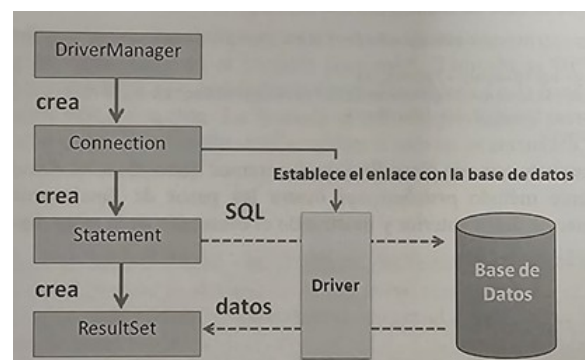 DriverManager
crea
Connection
Establece el enlace con la base de datos
crea
Statement
SQL
Driver
Base de
Datos
crea
datos
ResultSet